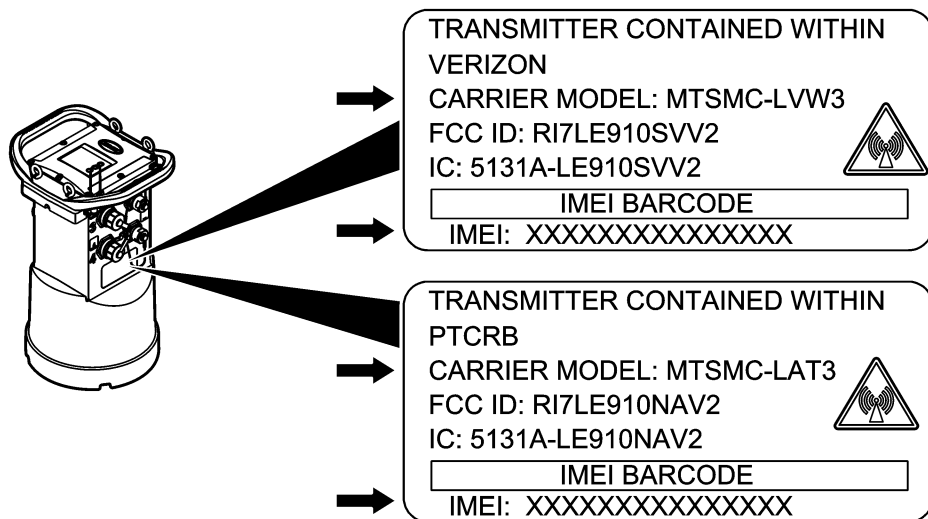 TRANSMITTER CONTAINED WITHIN
VERIZON
CARRIER MODEL: MTSMC-LVW3
FCC ID: RI7LE910SVV2
IC: 5131A-LE910SVV2
IMEI BARCODE
IMEI: XXXXXXXXXXXXXXX
TRANSMITTER CONTAINED WITHIN
PTCRB
CARRIER MODEL: MTSMC-LAT3
FCC ID: RI7LE910NAV2
IC: 5131A-LE910NAV2
IMEI BARCODE
IMEI: XXXXXXXXXXXXXXX